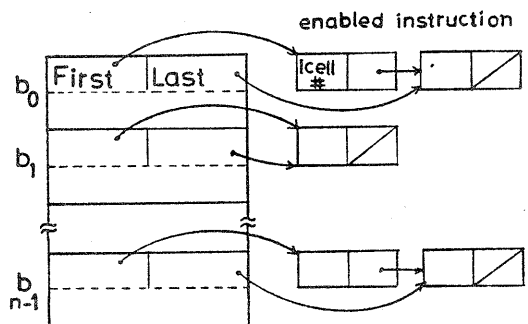 enabled instruction
First Last icell #
b0
b1
b n-1